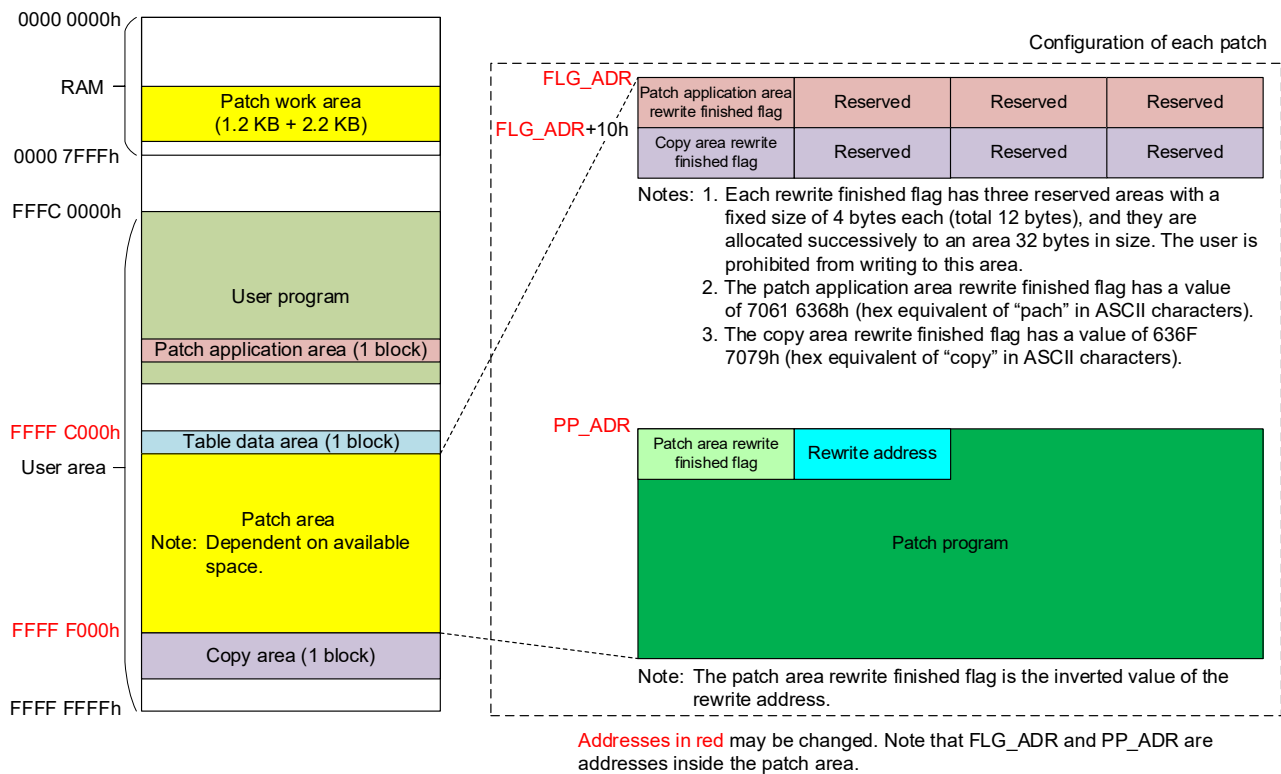 0000 0000h
RAM
Patch work area
(1.2 KB + 2.2 KB)
0000 7FFFh
FFFC 0000h
User program
Patch application area (1 block)
FFFF C000h
Table data area (1 block)
User area
Patch area
Note: Dependent on available
space.
FFFF F000h
Copy area (1 block)
FFFF FFFFh
Configuration of each patch
FLG_ADR
Patch application area
rewrite finished flag
Reserved
Reserved
Reserved
FLG_ADR+10h
Copy area rewrite
finished flag
Reserved
Reserved
Reserved
Notes: 1. Each rewrite finished flag has three reserved areas with a
fixed size of 4 bytes each (total 12 bytes), and they are
allocated successively to an area 32 bytes in size. The user is
prohibited from writing to this area.
2. The patch application area rewrite finished flag has a value
of 7061 6368h (hex equivalent of “pach” in ASCII characters).
3. The copy area rewrite finished flag has a value of 636F
7079h (hex equivalent of “copy” in ASCII characters).
PP_ADR
Patch area rewrite
finished flag
Rewrite address
Patch program
Note: The patch area rewrite finished flag is the inverted value of the
rewrite address.
Addresses in red may be changed. Note that FLG_ADR and PP_ADR are
addresses inside the patch area.